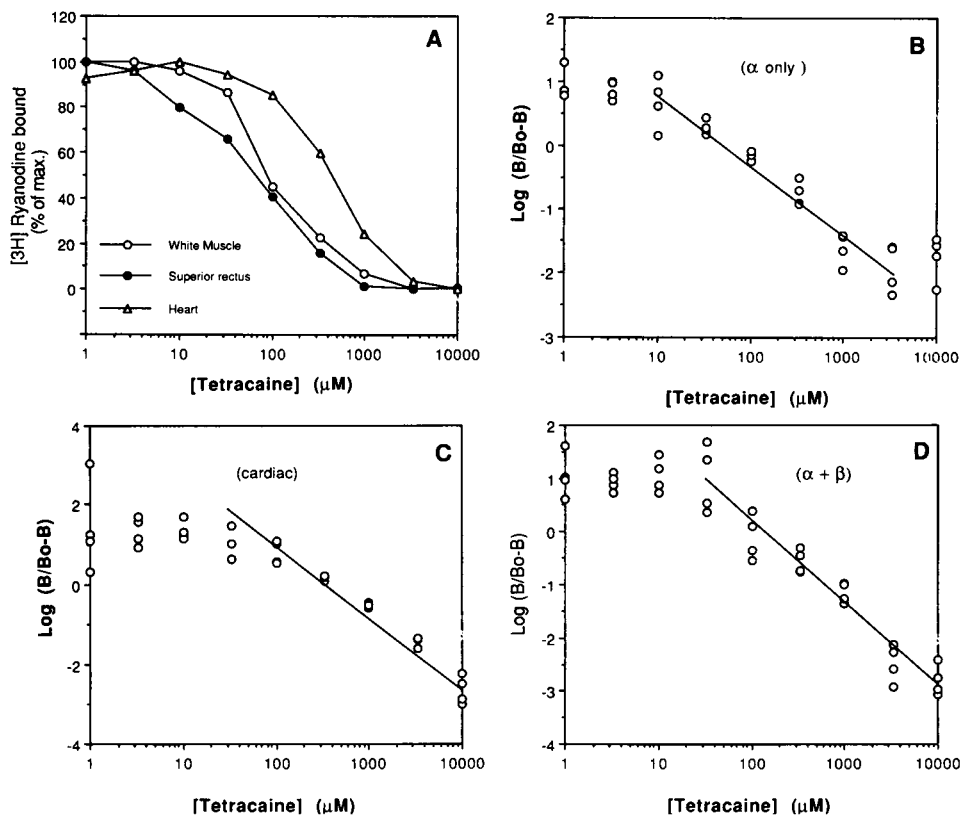 A
120
100
80
60
40
20
0
[3H] Ryanodine bound
(% of max.)
White Muscle
Superior rectus
Heart
1 10 100 1000 10000
[Tetracaine] (μM)
B
(α only )
2
1
0
-1
-2
-3
Log (B/Bo-B)
1 10 100 1000 10000
[Tetracaine] (μM)
C
(cardiac)
4
2
0
-2
-4
Log (B/Bo-B)
1 10 100 1000 10000
[Tetracaine] (μM)
D
(α + β)
2
1
0
-1
-2
-3
-4
Log (B/Bo-B)
1 10 100 1000 10000
[Tetracaine] (μM)